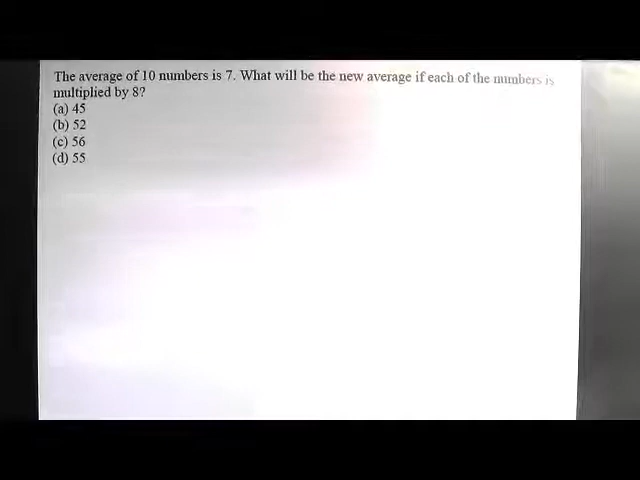 The average of 10 numbers is 7. What will be the new average if each of the numbers is
multiplied by 8?
(a) 45
(b) 52
(c) 56
(d) 55